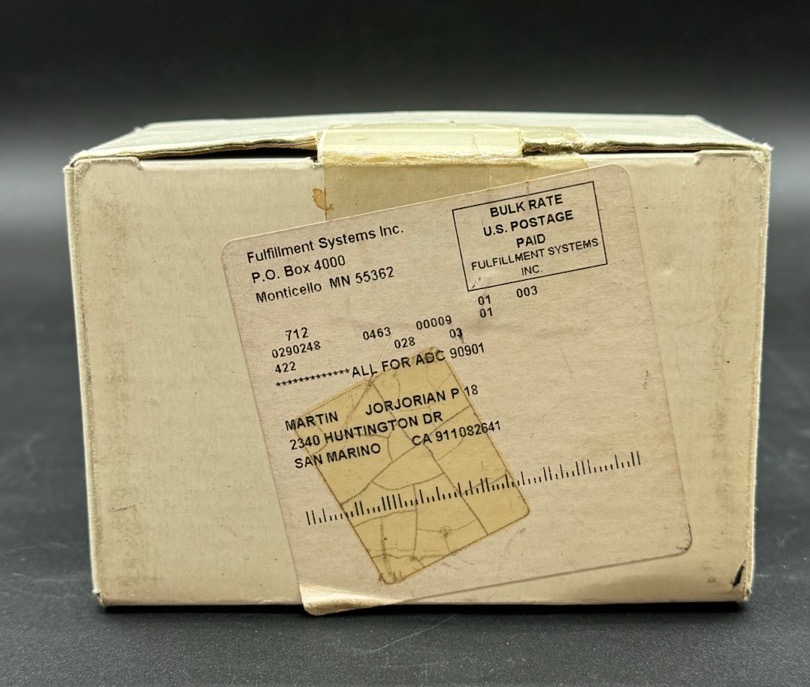 Fulfillment Systems Inc.
P.O. Box 4000
Monticello MN 55362
BULK RATE
U.S. POSTAGE
PAID
FULFILLMENT SYSTEMS
INC.
01 003
01
712 0463 00009
0290248 028 03
422
*************ALL FOR ADC 90901
MARTIN JORJORIAN P 18
2340 HUNTINGTON DR
SAN MARINO CA 911082641